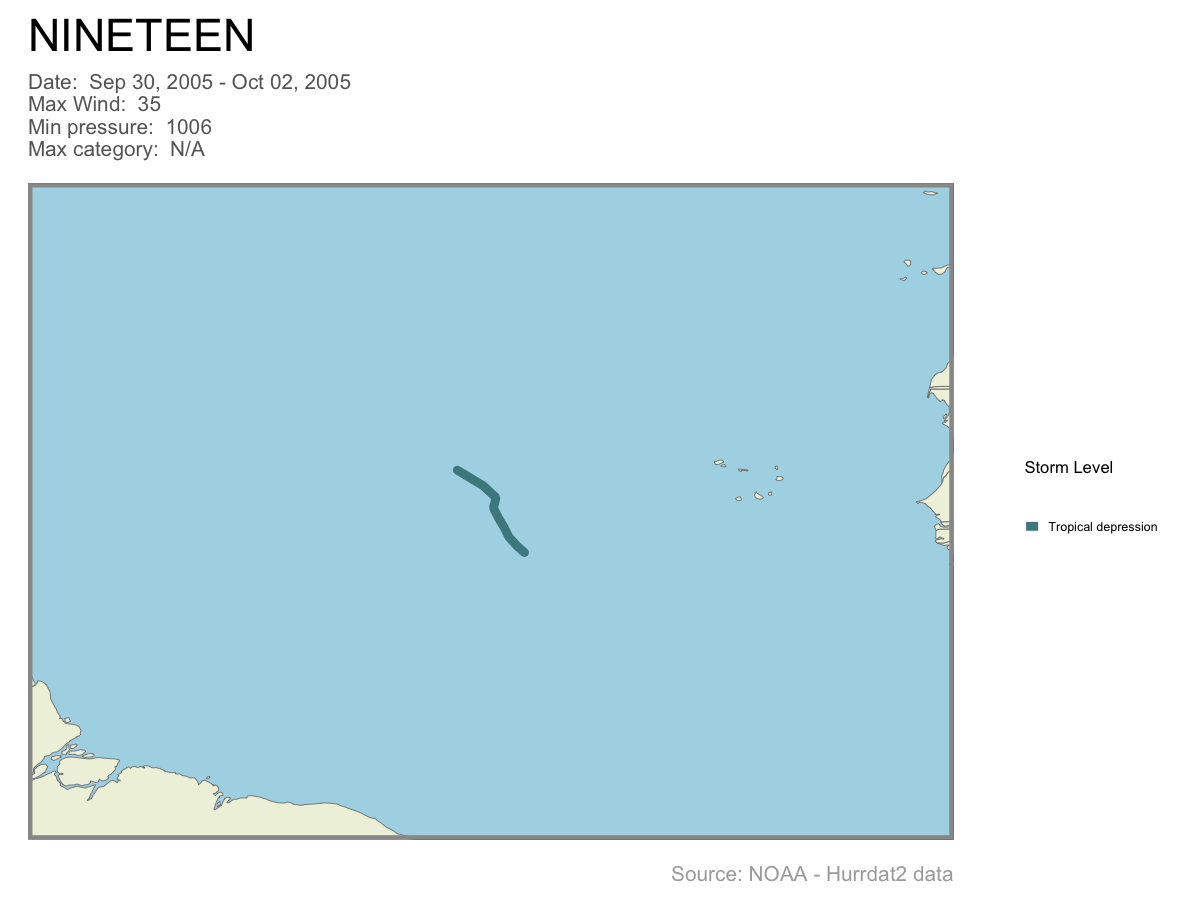 NINETEEN
Date:  Sep 30, 2005 - Oct 02, 2005
Max Wind:  35
Min pressure:  1006
Max category:  N/A
Storm Level
Tropical depression
Source: NOAA - Hurrdat2 data